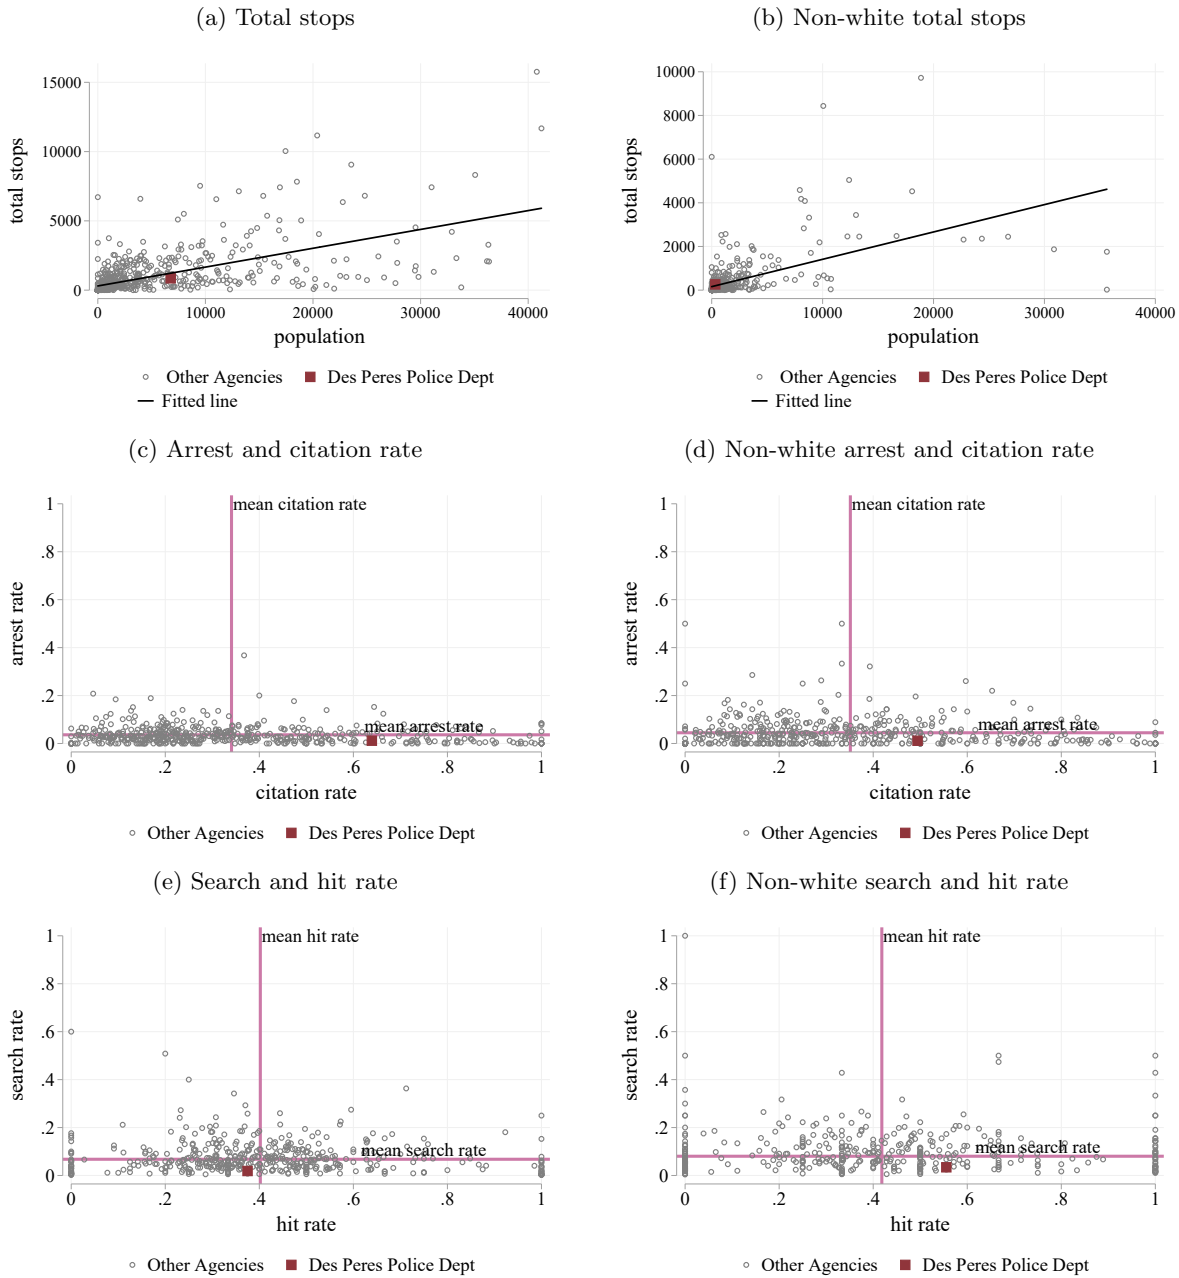 (a) Total stops
(b) Non-white total stops
total stops
15000
10000
5000
0
0 10000 20000 30000 40000
population
Other Agencies Des Peres Police Dept
Fitted line
total stops
10000
8000
6000
4000
2000
0
0 10000 20000 30000 40000
population
Other Agencies Des Peres Police Dept
Fitted line
(c) Arrest and citation rate
(d) Non-white arrest and citation rate
arrest rate
1
.8
.6
.4
.2
0
mean citation rate
mean arrest rate
0 .2 .4 .6 .8 1
citation rate
Other Agencies Des Peres Police Dept
arrest rate
1
.8
.6
.4
.2
0
mean citation rate
mean arrest rate
0 .2 .4 .6 .8 1
citation rate
Other Agencies Des Peres Police Dept
(e) Search and hit rate
(f) Non-white search and hit rate
search rate
1
.8
.6
.4
.2
0
mean hit rate
mean search rate
0 .2 .4 .6 .8 1
hit rate
Other Agencies Des Peres Police Dept
search rate
1
.8
.6
.4
.2
0
mean hit rate
mean search rate
0 .2 .4 .6 .8 1
hit rate
Other Agencies Des Peres Police Dept